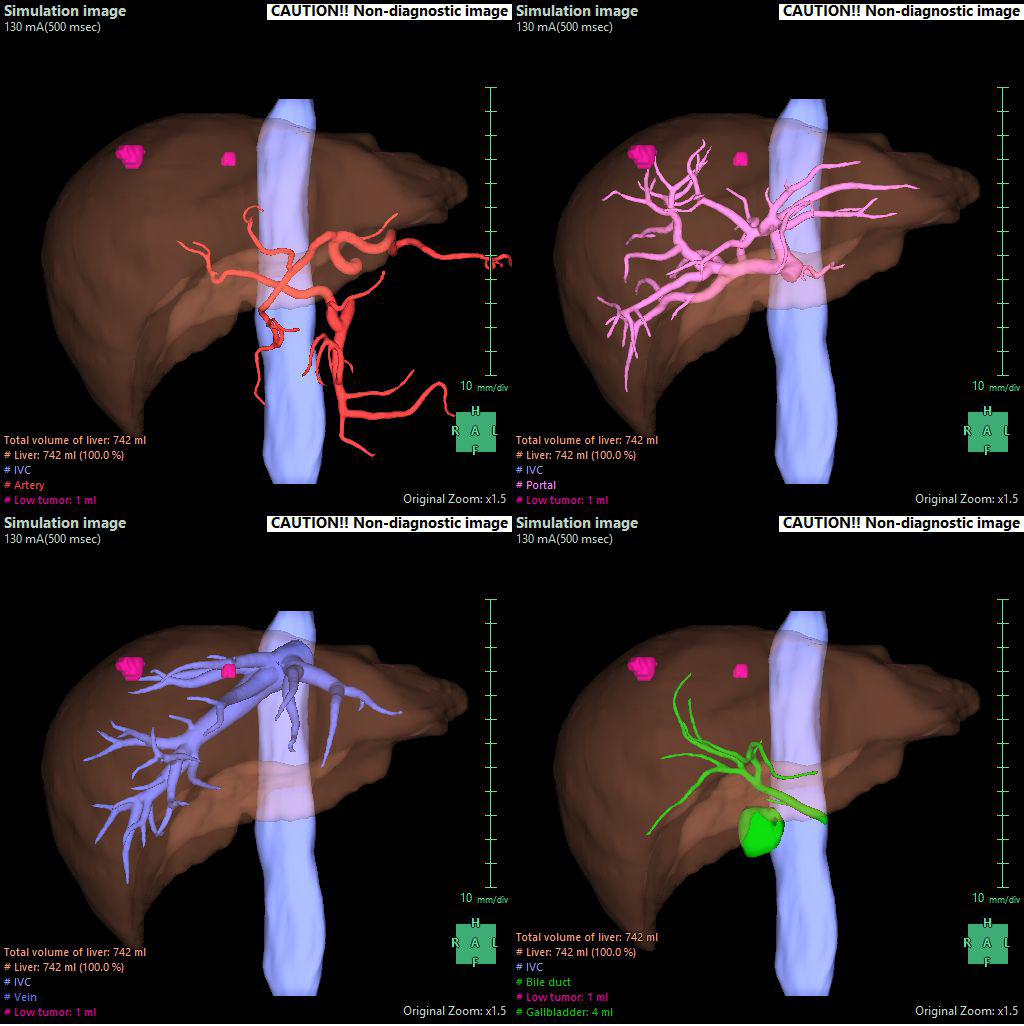 Simulation image
CAUTION!! Non-diagnostic image
130 mA(500 msec)
10 mm/div
H
R A L
F
Total volume of liver: 742 ml
# Liver: 742 ml (100.0 %)
# IVC
# Artery
# Low tumor: 1 ml
Original Zoom: x1.5
Simulation image
CAUTION!! Non-diagnostic image
130 mA(500 msec)
10 mm/div
H
R A L
F
Total volume of liver: 742 ml
# Liver: 742 ml (100.0 %)
# IVC
# Portal
# Low tumor: 1 ml
Original Zoom: x1.5
Simulation image
CAUTION!! Non-diagnostic image
130 mA(500 msec)
10 mm/div
H
R A L
F
Total volume of liver: 742 ml
# Liver: 742 ml (100.0 %)
# IVC
# Vein
# Low tumor: 1 ml
Original Zoom: x1.5
Simulation image
CAUTION!! Non-diagnostic image
130 mA(500 msec)
10 mm/div
H
R A L
F
Total volume of liver: 742 ml
# Liver: 742 ml (100.0 %)
# IVC
# Bile duct
# Low tumor: 1 ml
# Gallbladder: 4 ml
Original Zoom: x1.5